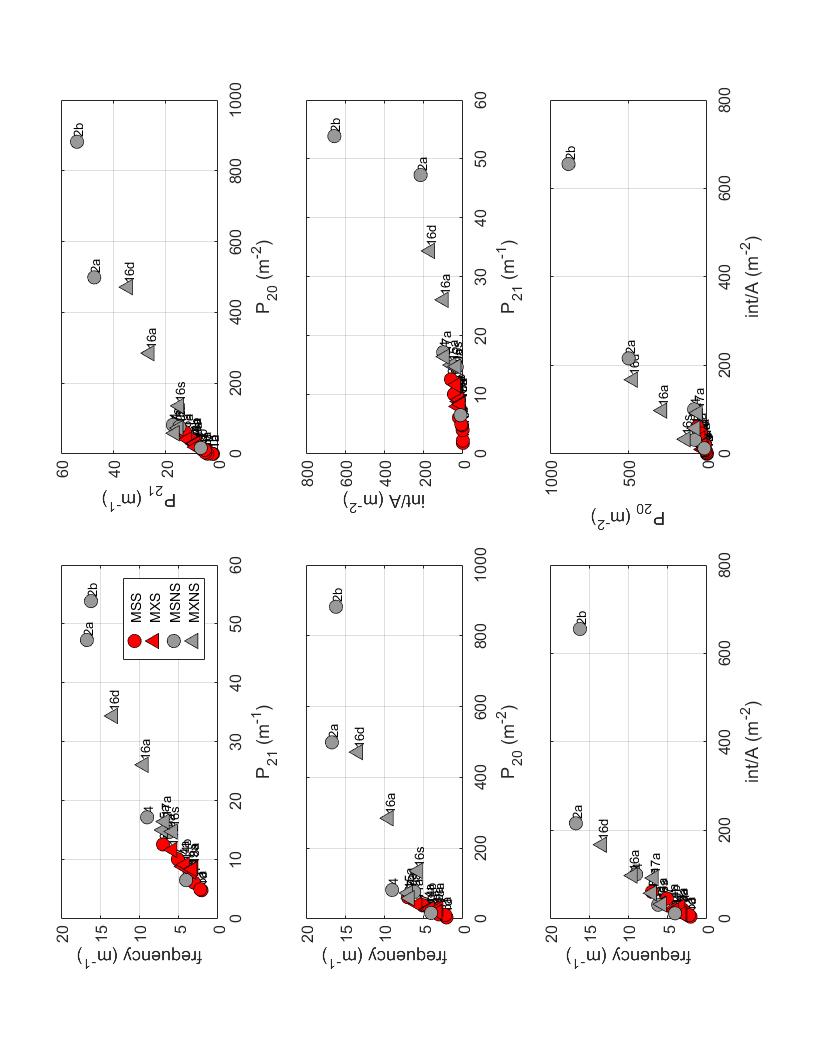 frequency (m⁻¹)
20
15
10
5
0
0 10 20 30 40 50 60
P₂₁ (m⁻¹)
2a
2b
16d
16a
4
17a
16s
MSS
MXS
MSNS
MXNS
P₂₁ (m⁻¹)
60
40
20
0
0 200 400 600 800 1000
P₂₀ (m⁻²)
2b
2a
16d
16a
16s
frequency (m⁻¹)
20
15
10
5
0
0 200 400 600 800 1000
P₂₀ (m⁻²)
2a
2b
16d
16a
4
16s
int/A (m⁻²)
800
600
400
200
0
0 10 20 30 40 50 60
P₂₁ (m⁻¹)
2b
2a
16d
16a
17a
frequency (m⁻¹)
20
15
10
5
0
0 200 400 600 800
int/A (m⁻²)
2a
2b
16d
16a
17a
P₂₀ (m⁻²)
1000
500
0
0 200 400 600 800
int/A (m⁻²)
2b
2a
16d
16a
16s
17a